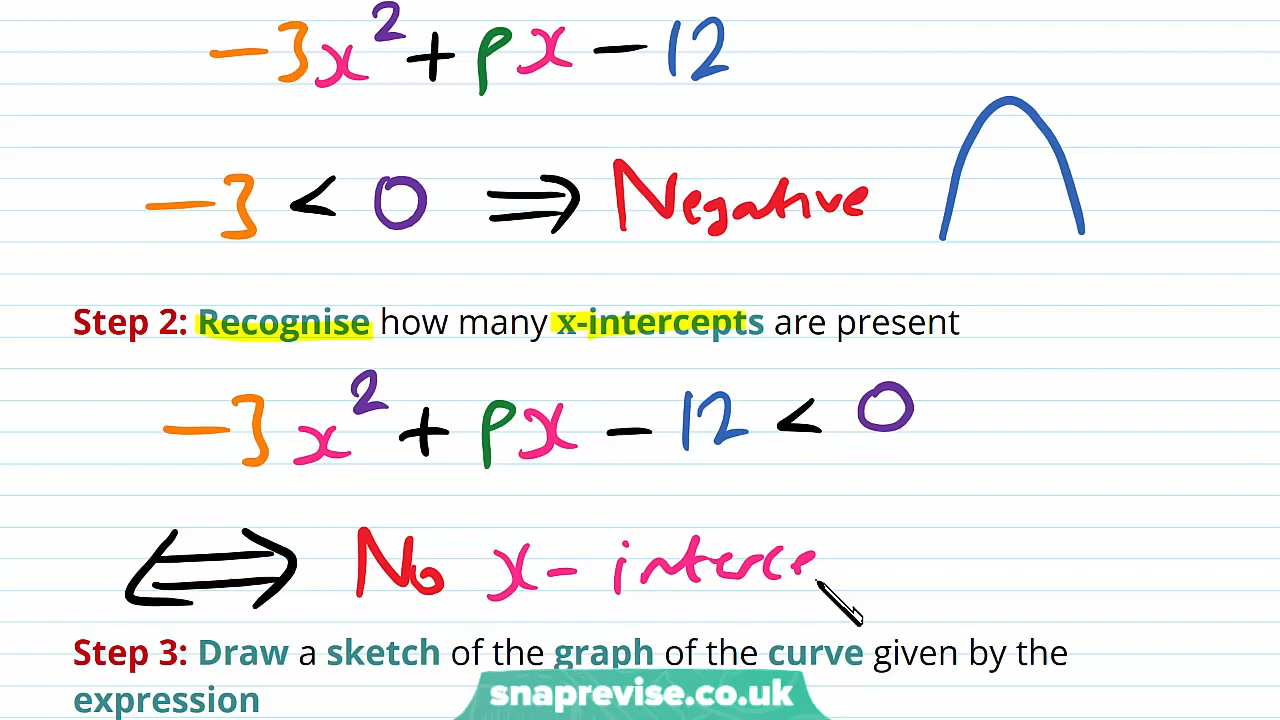 -3x² + px - 12
-3 < 0 ⇒ Negative
Step 2: Recognise how many x-intercepts are present
-3x² + px - 12 < 0
⇔ No x- interce
Step 3: Draw a sketch of the graph of the curve given by the
expression
snaprevise.co.uk